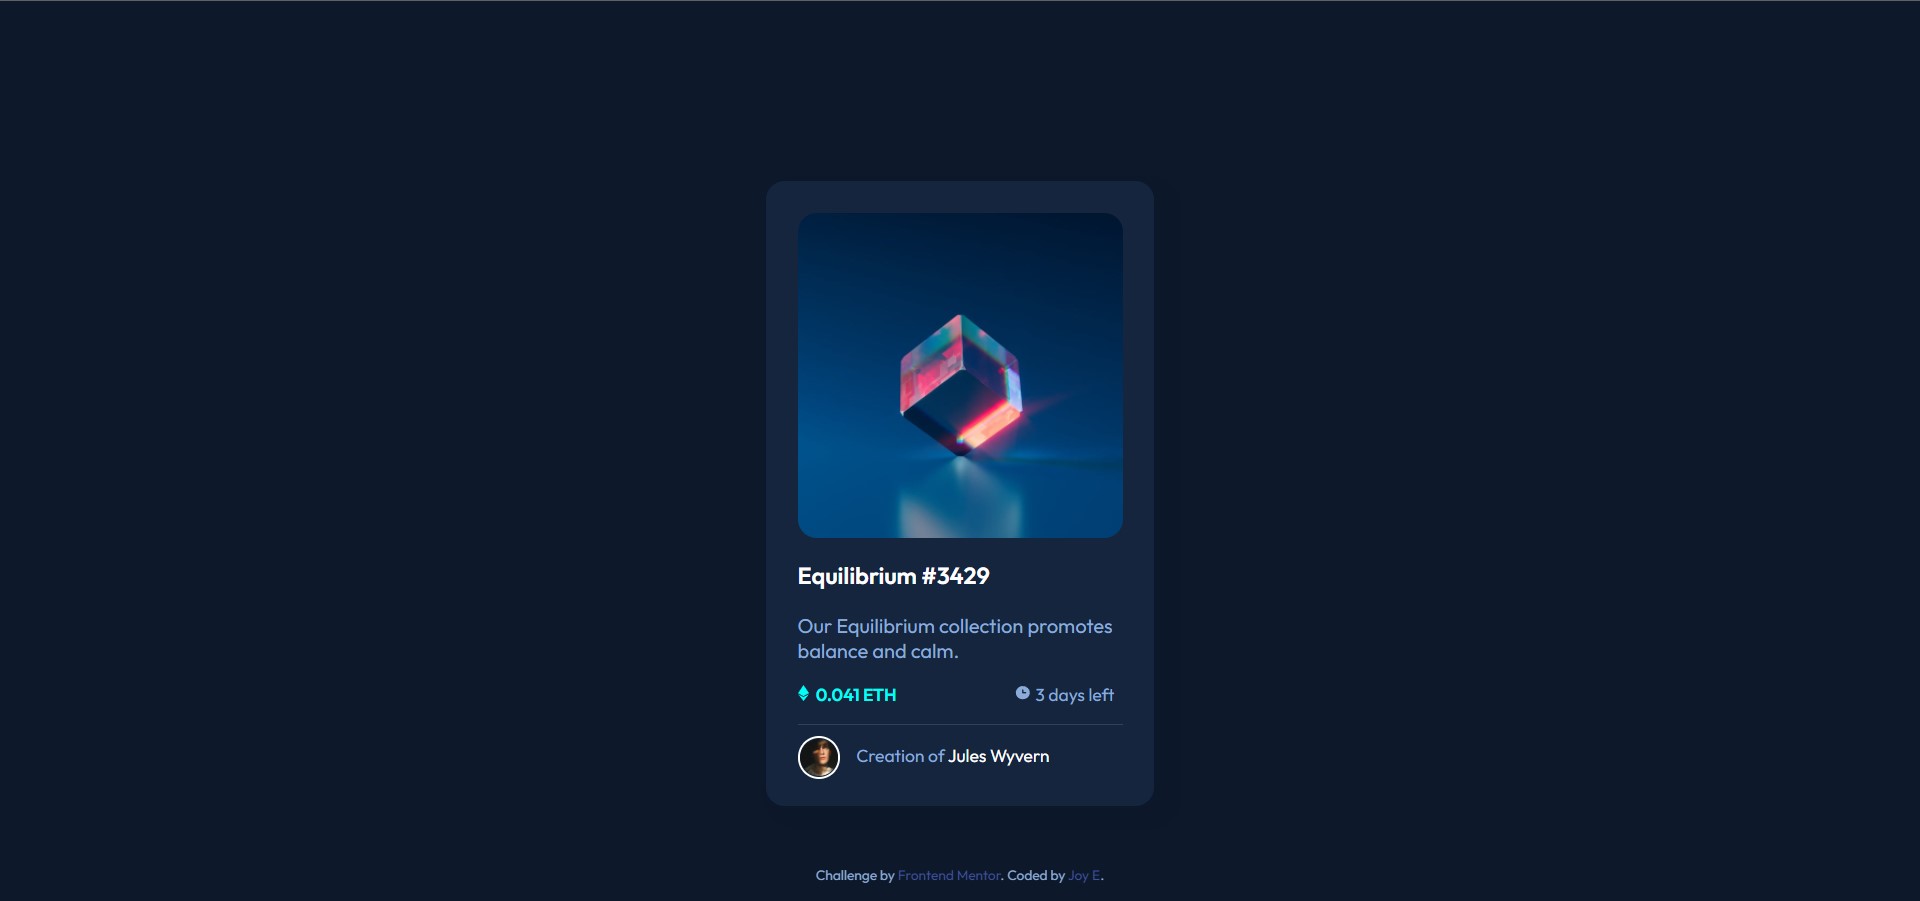 Equilibrium #3429
Our Equilibrium collection promotes
balance and calm.
0.041 ETH
3 days left
Creation of Jules Wyvern
Challenge by Frontend Mentor. Coded by Joy E.